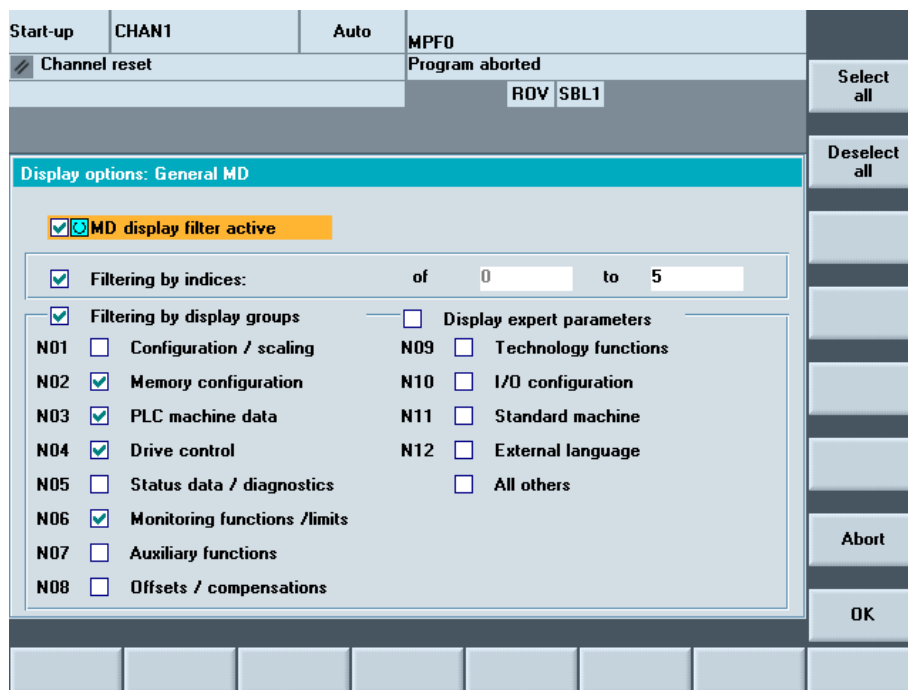 Start-up CHAN1 Auto MPF0
Channel reset Program aborted
ROV SBL1
Select
all
Deselect
all
Display options: General MD
MD display filter active
Filtering by indices: of 0 to 5
Filtering by display groups Display expert parameters
N01 Configuration / scaling N09 Technology functions
N02 Memory configuration N10 I/O configuration
N03 PLC machine data N11 Standard machine
N04 Drive control N12 External language
N05 Status data / diagnostics All others
N06 Monitoring functions /limits
N07 Auxiliary functions
N08 Offsets / compensations
Abort
OK